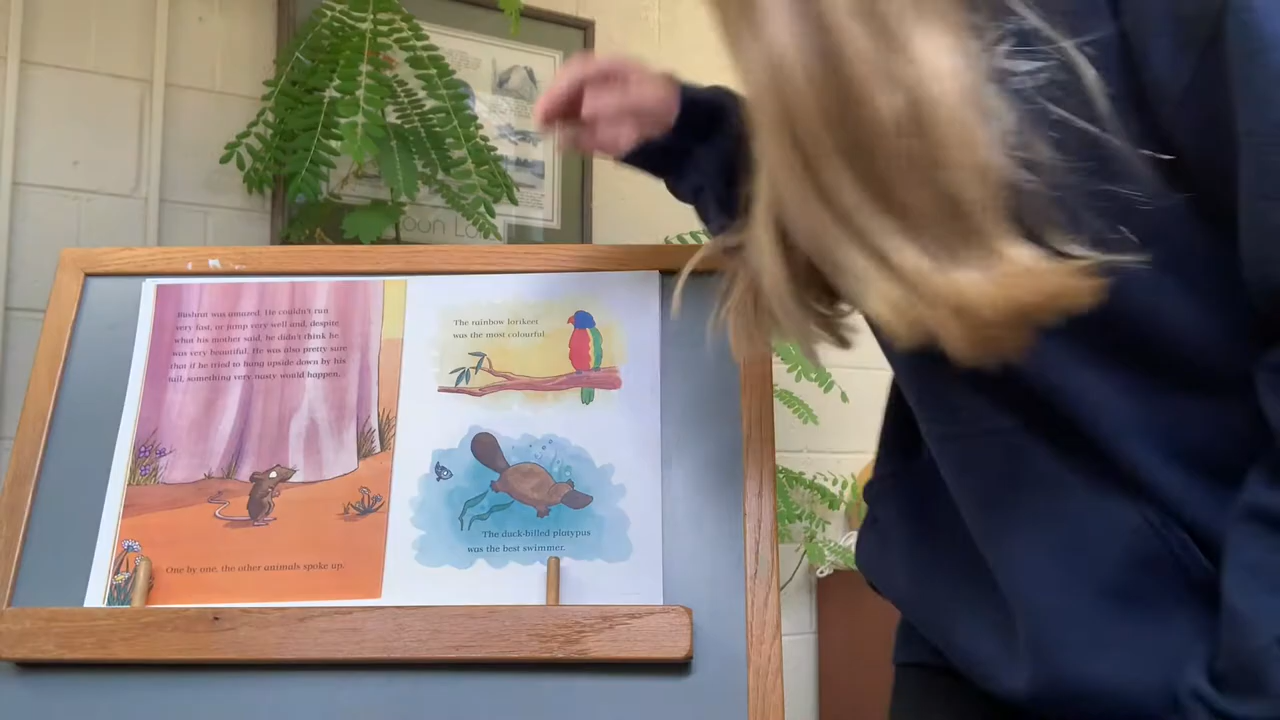 oon Lo
Bushrat was amazed. He couldn't run
very fast, or jump very well and, despite
what his mother said, he didn't think he
was very beautiful. He was also pretty sure
that if he tried to hang upside down by his
tail, something very nasty would happen.
One by one, the other animals spoke up.
The rainbow lorikeet
was the most colourful.
The duck-billed platypus
was the best swimmer.